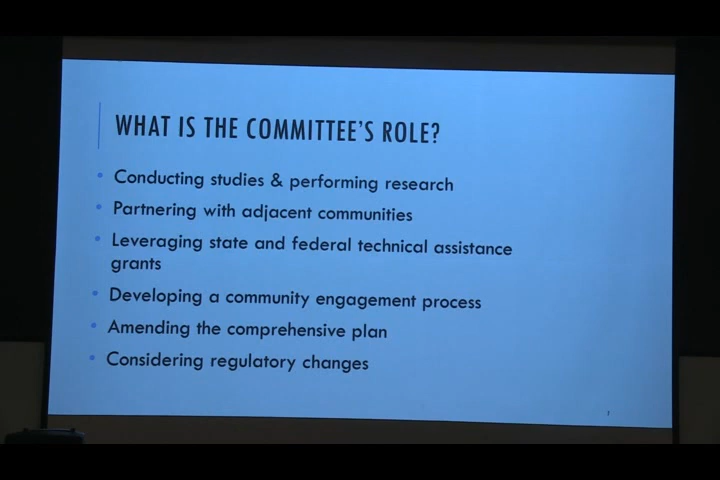 WHAT IS THE COMMITTEE'S ROLE?
• Conducting studies & performing research
• Partnering with adjacent communities
• Leveraging state and federal technical assistance
grants
• Developing a community engagement process
• Amending the comprehensive plan
• Considering regulatory changes